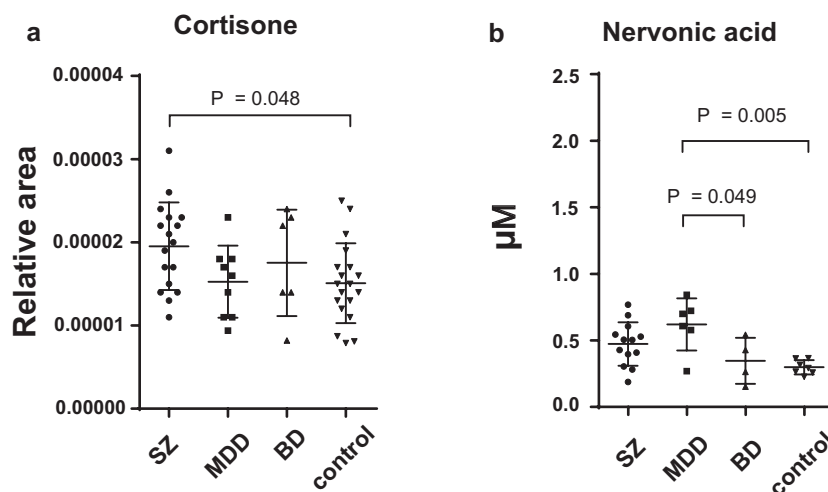 a
Cortisone
Relative area
0.00004
0.00003
0.00002
0.00001
0.00000
P = 0.048
SZ
MDD
BD
control
b
Nervonic acid
µM
2.5
2.0
1.5
1.0
0.5
0.0
P = 0.005
P = 0.049
SZ
MDD
BD
control